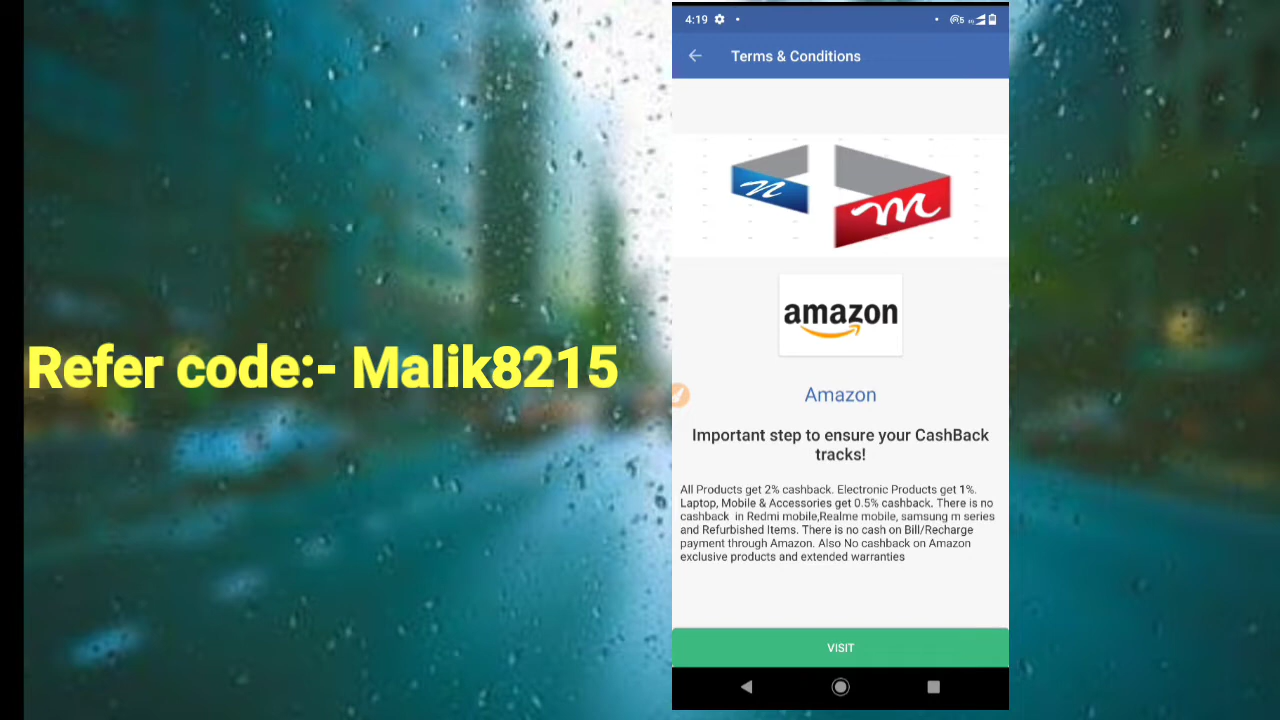 4:19
Terms & Conditions
n m
amazon
Refer code:- Malik8215
Amazon
Important step to ensure your CashBack
tracks!
All Products get 2% cashback. Electronic Products get 1%.
Laptop, Mobile & Accessories get 0.5% cashback. There is no
cashback in Redmi mobile,Realme mobile, samsung m series
and Refurbished Items. There is no cash on Bill/Recharge
payment through Amazon. Also No cashback on Amazon
exclusive products and extended warranties
VISIT